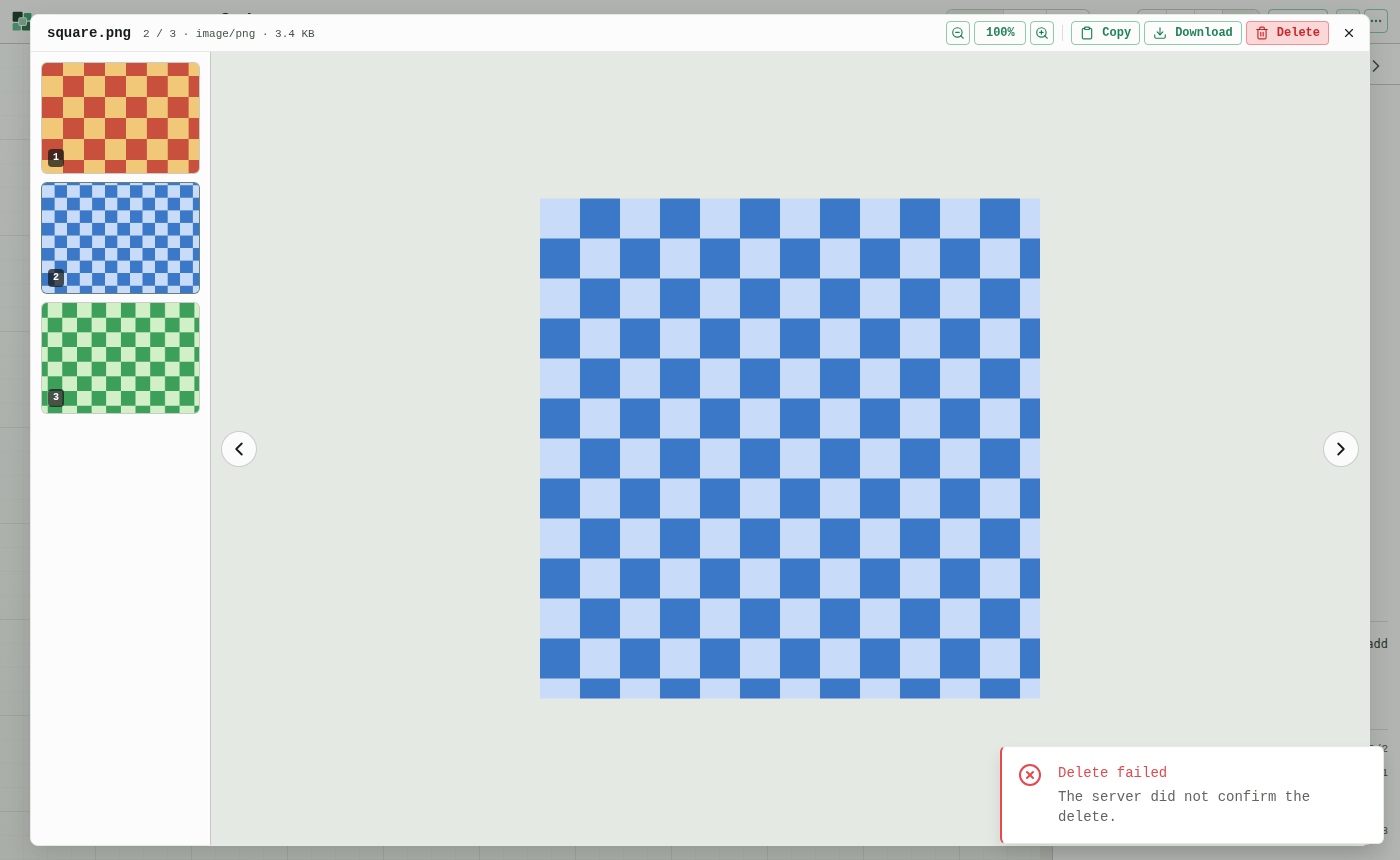 square.png 2 / 3 · image/png · 3.4 KB
100%
Copy
Download
Delete
1
2
3
add
Delete failed
The server did not confirm the
delete.